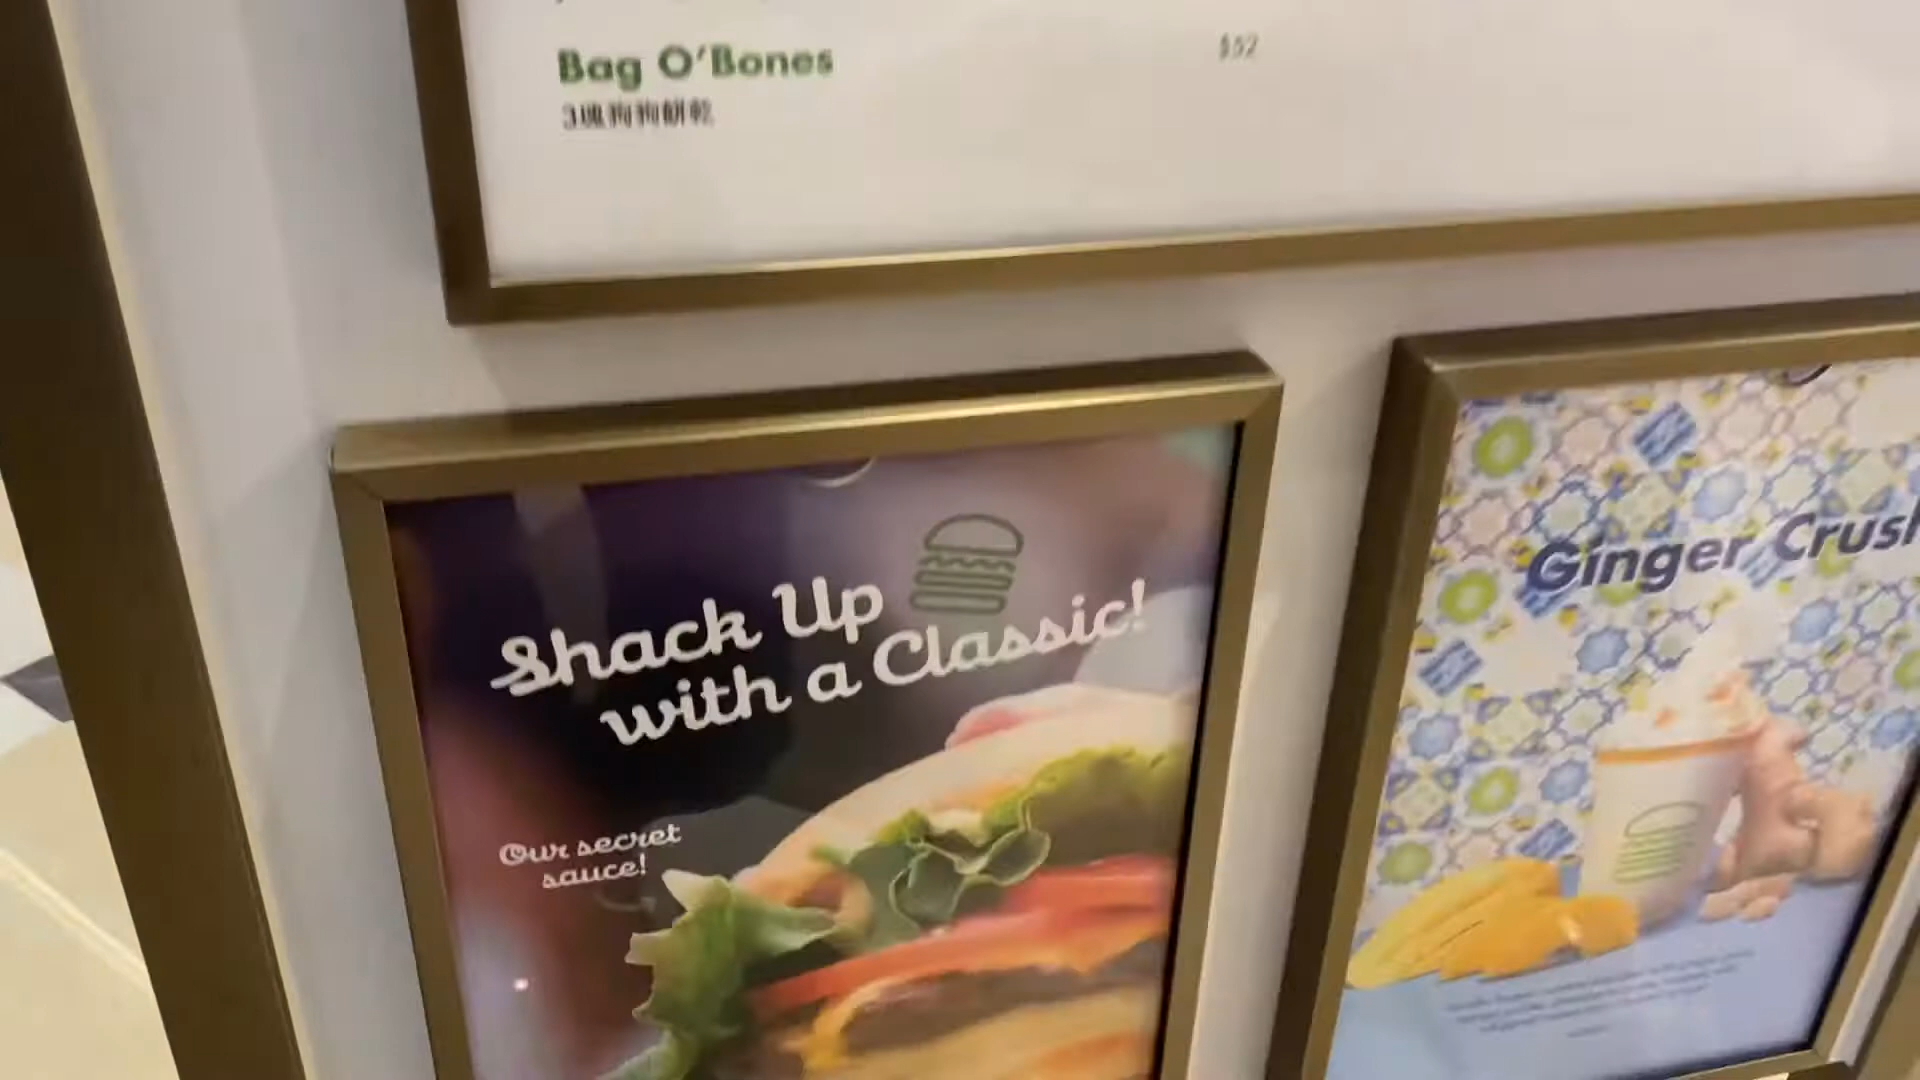 Bag O'Bones
$52
3塊狗狗餅乾
Shack Up
with a Classic!
Our secret
sauce!
Ginger Crush